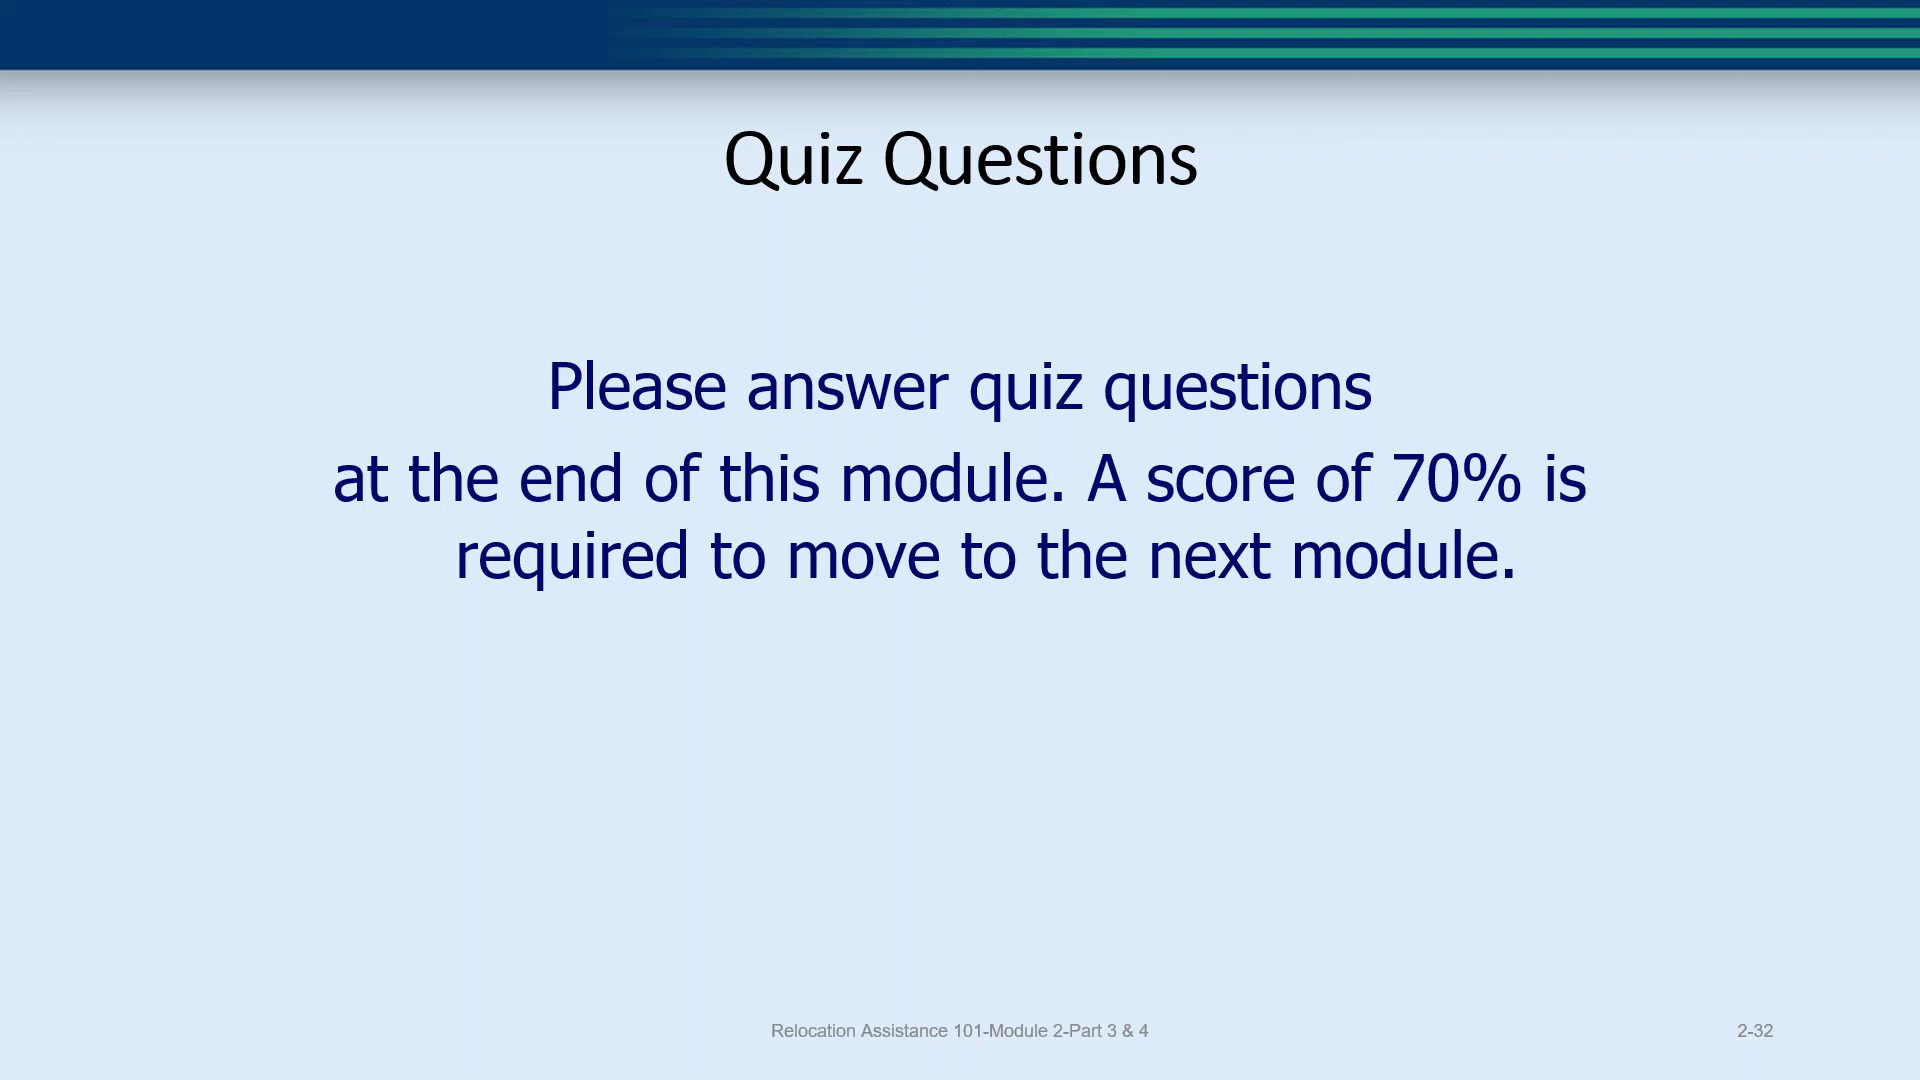 Quiz Questions
Please answer quiz questions
at the end of this module. A score of 70% is
required to move to the next module.
Relocation Assistance 101-Module 2-Part 3 & 4
2-32